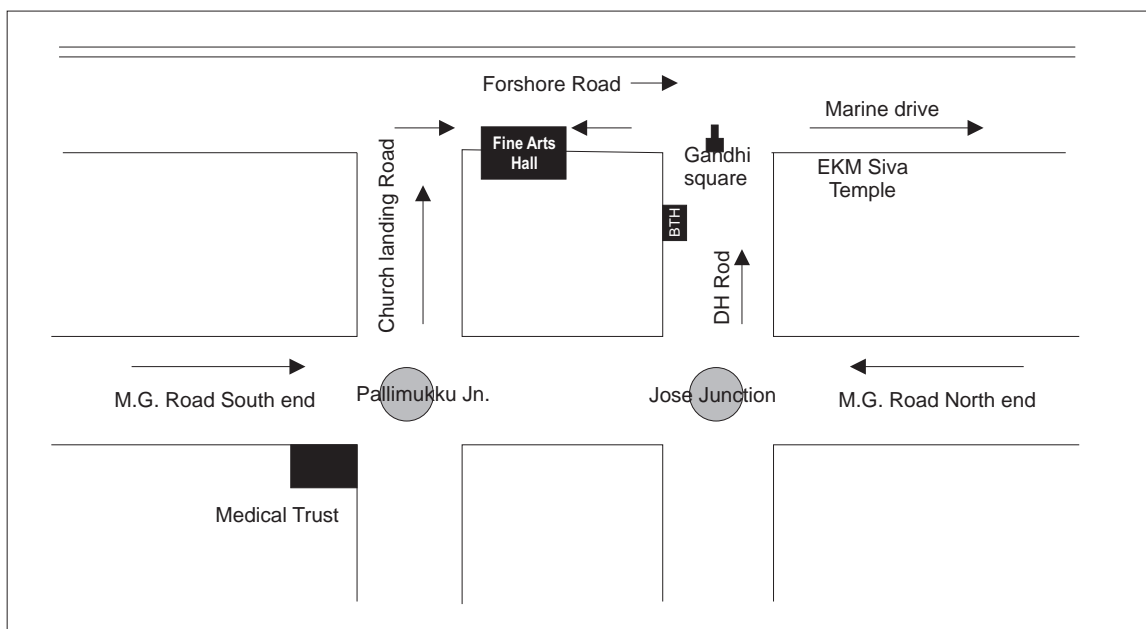 Forshore Road
Marine drive
Fine Arts
Hall
Gandhi
square
EKM Siva
Temple
Church landing Road
BTH
DH Rod
Pallimukku Jn.
Jose Junction
M.G. Road South end
M.G. Road North end
Medical Trust